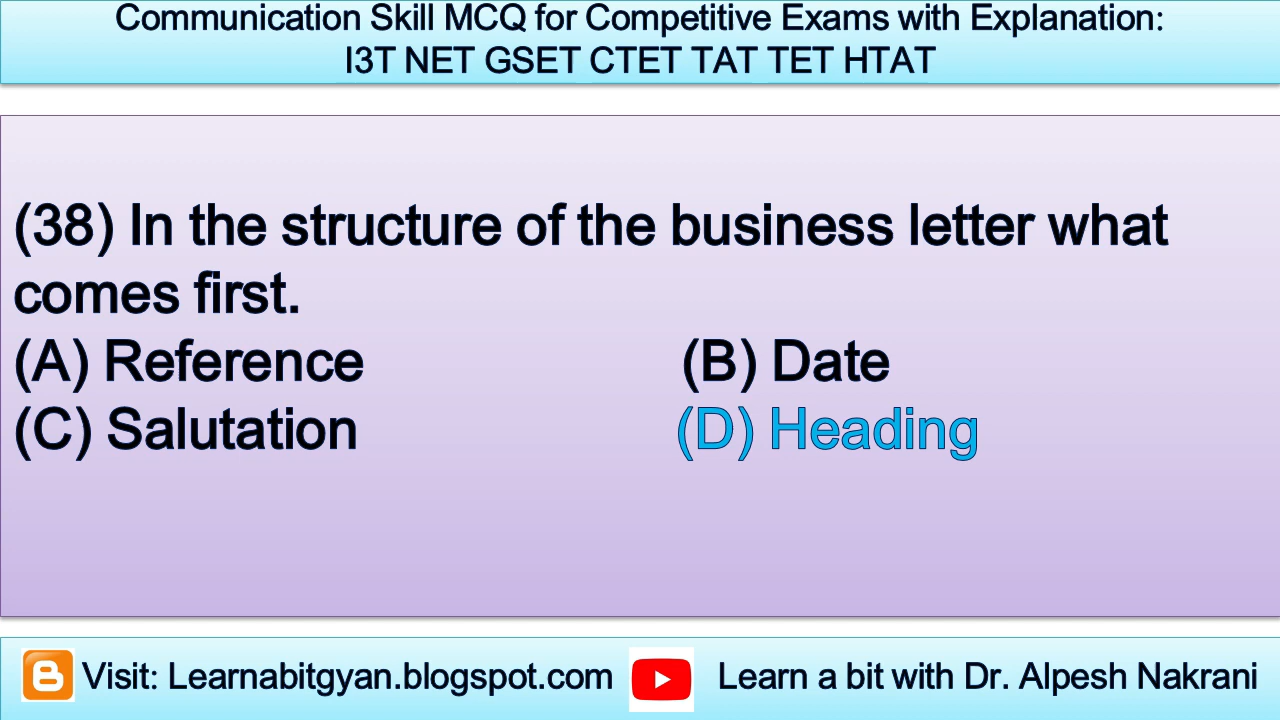 Communication Skill MCQ for Competitive Exams with Explanation:
I3T NET GSET CTET TAT TET HTAT
(38) In the structure of the business letter what
comes first.
(A) Reference (B) Date
(C) Salutation (D) Heading
Visit: Learnabitgyan.blogspot.com Learn a bit with Dr. Alpesh Nakrani